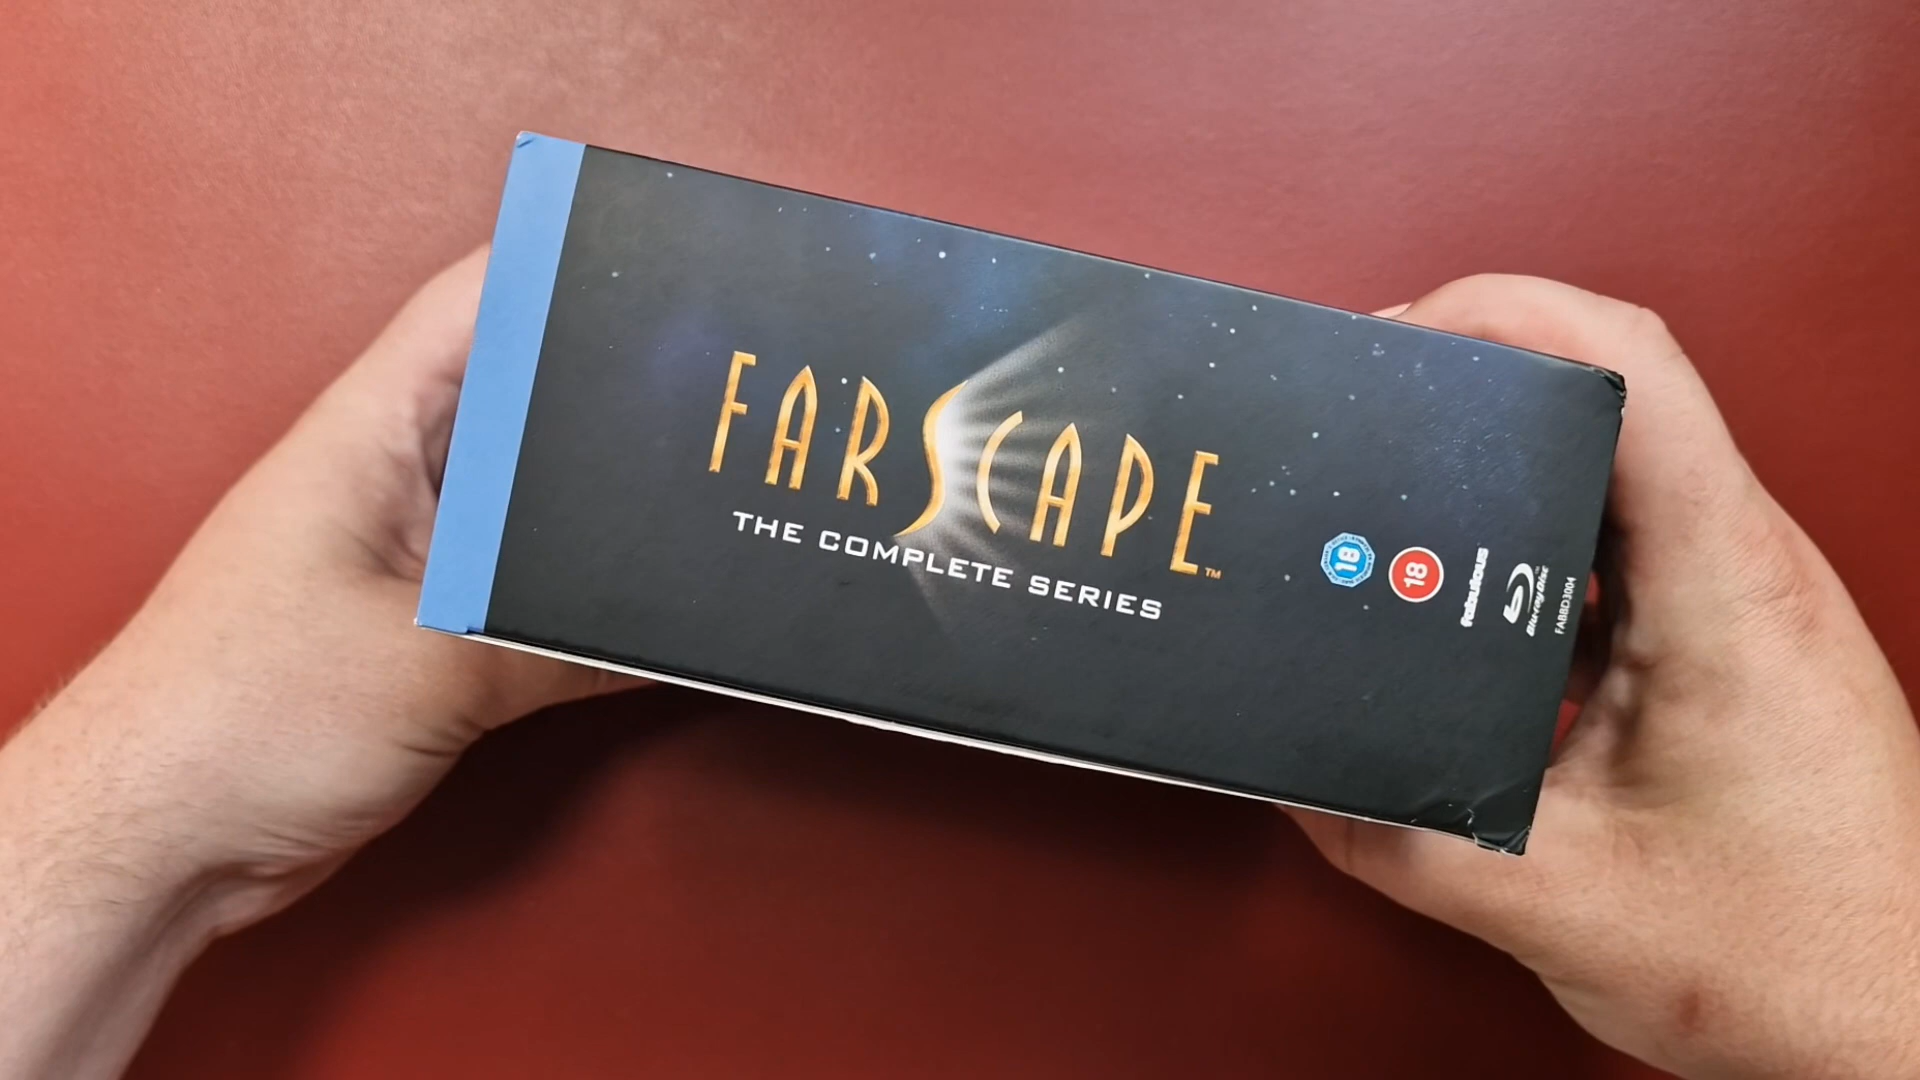 FARSCAPE™
THE COMPLETE SERIES
18
18
fabulous
Blu-ray Disc
FABBD3004